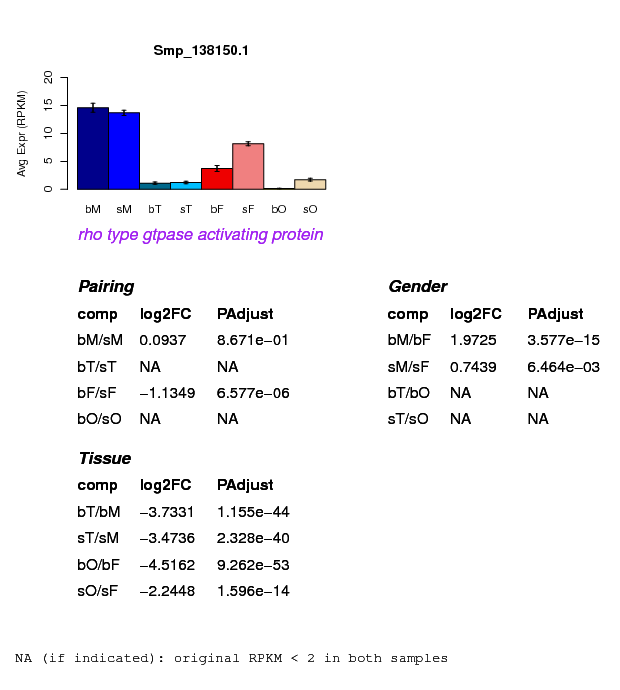 Smp_138150.1
Avg Expr (RPKM)
20
15
10
5
0
bM sM bT sT bF sF bO sO
rho type gtpase activating protein
Pairing
comp log2FC PAdjust
bM/sM 0.0937 8.671e−01
bT/sT NA NA
bF/sF −1.1349 6.577e−06
bO/sO NA NA
Gender
comp log2FC PAdjust
bM/bF 1.9725 3.577e−15
sM/sF 0.7439 6.464e−03
bT/bO NA NA
sT/sO NA NA
Tissue
comp log2FC PAdjust
bT/bM −3.7331 1.155e−44
sT/sM −3.4736 2.328e−40
bO/bF −4.5162 9.262e−53
sO/sF −2.2448 1.596e−14
NA (if indicated): original RPKM < 2 in both samples